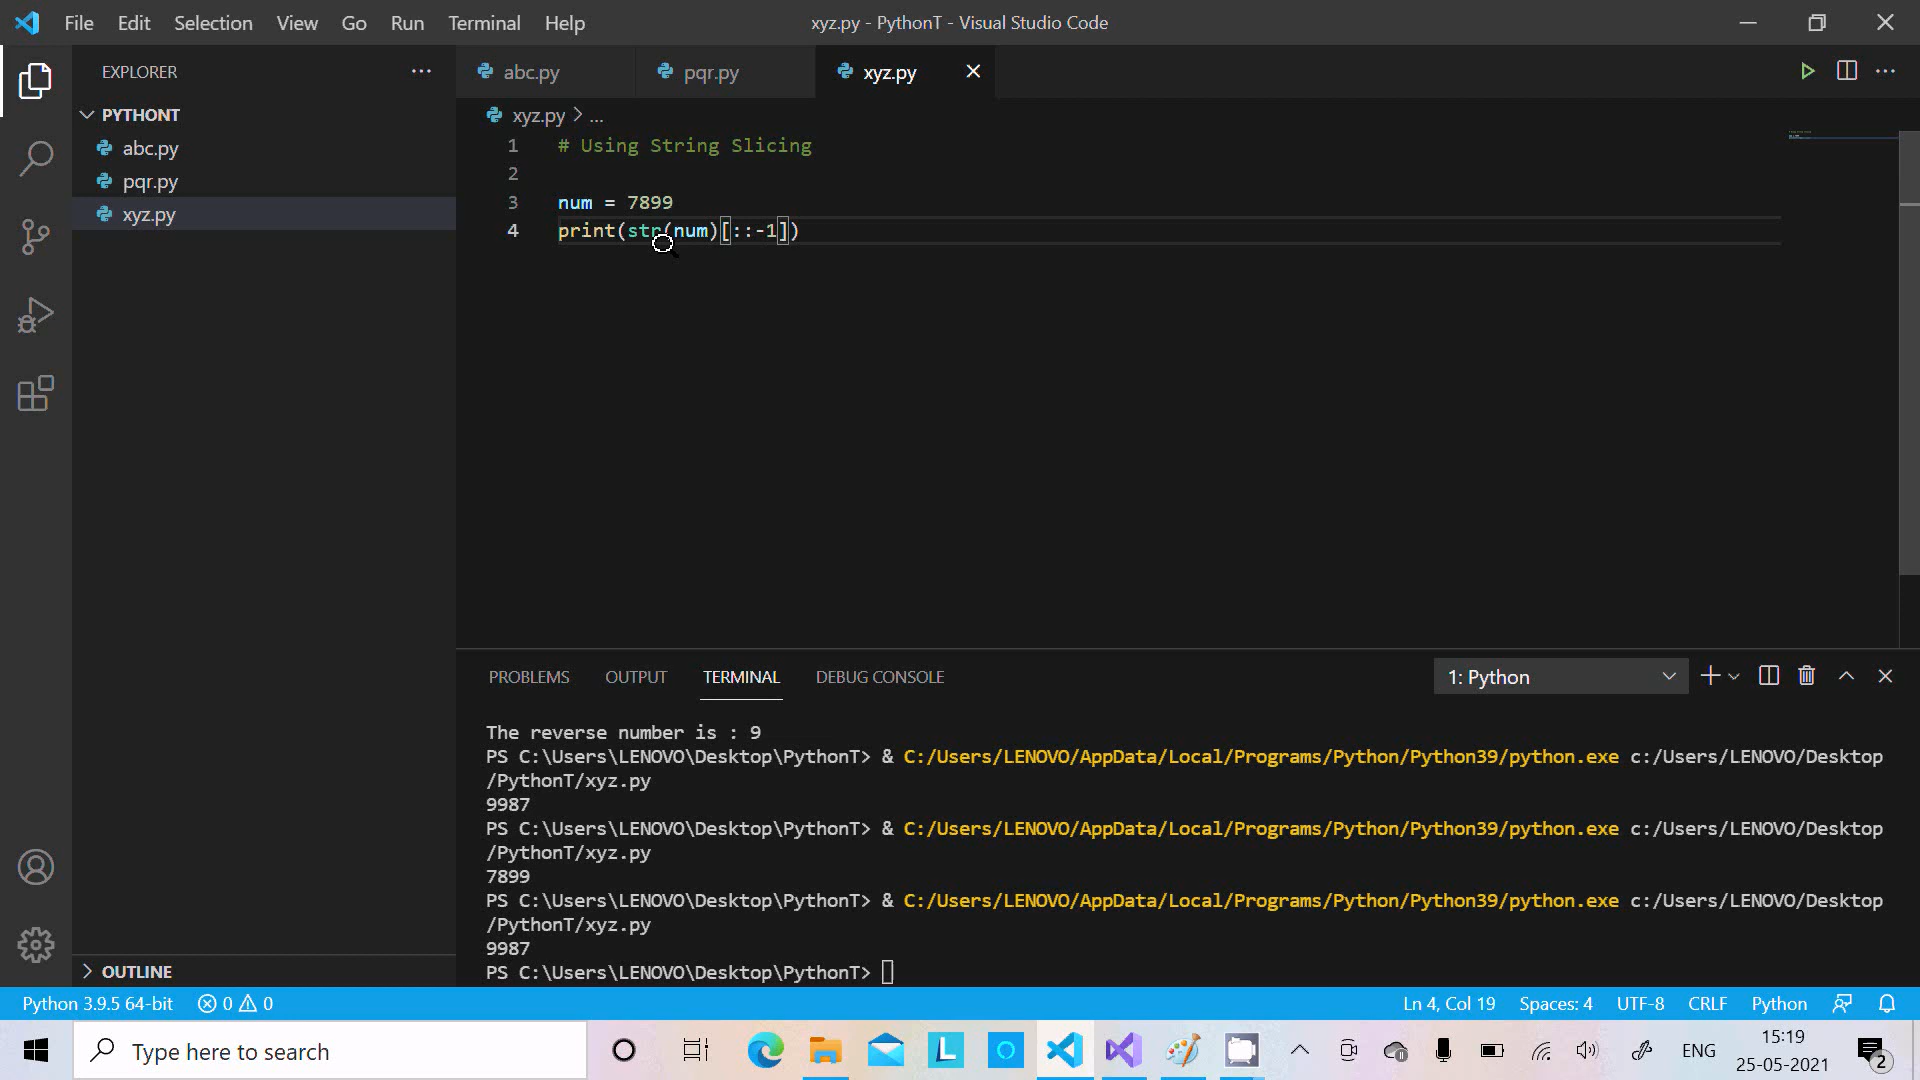 File Edit Selection View Go Run Terminal Help
xyz.py - PythonT - Visual Studio Code
EXPLORER
PYTHONT
abc.py
pqr.py
xyz.py
OUTLINE
abc.py pqr.py xyz.py
xyz.py > ...
1 # Using String Slicing
2
3 num = 7899
4 print(str(num)[::-1])
PROBLEMS OUTPUT TERMINAL DEBUG CONSOLE
1: Python
The reverse number is : 9
PS C:\Users\LENOVO\Desktop\PythonT> & C:/Users/LENOVO/AppData/Local/Programs/Python/Python39/python.exe c:/Users/LENOVO/Desktop
/PythonT/xyz.py
9987
PS C:\Users\LENOVO\Desktop\PythonT> & C:/Users/LENOVO/AppData/Local/Programs/Python/Python39/python.exe c:/Users/LENOVO/Desktop
/PythonT/xyz.py
7899
PS C:\Users\LENOVO\Desktop\PythonT> & C:/Users/LENOVO/AppData/Local/Programs/Python/Python39/python.exe c:/Users/LENOVO/Desktop
/PythonT/xyz.py
9987
PS C:\Users\LENOVO\Desktop\PythonT>
Python 3.9.5 64-bit 0 0 Ln 4, Col 19 Spaces: 4 UTF-8 CRLF Python
Type here to search
L
O
ENG
15:19
25-05-2021
2